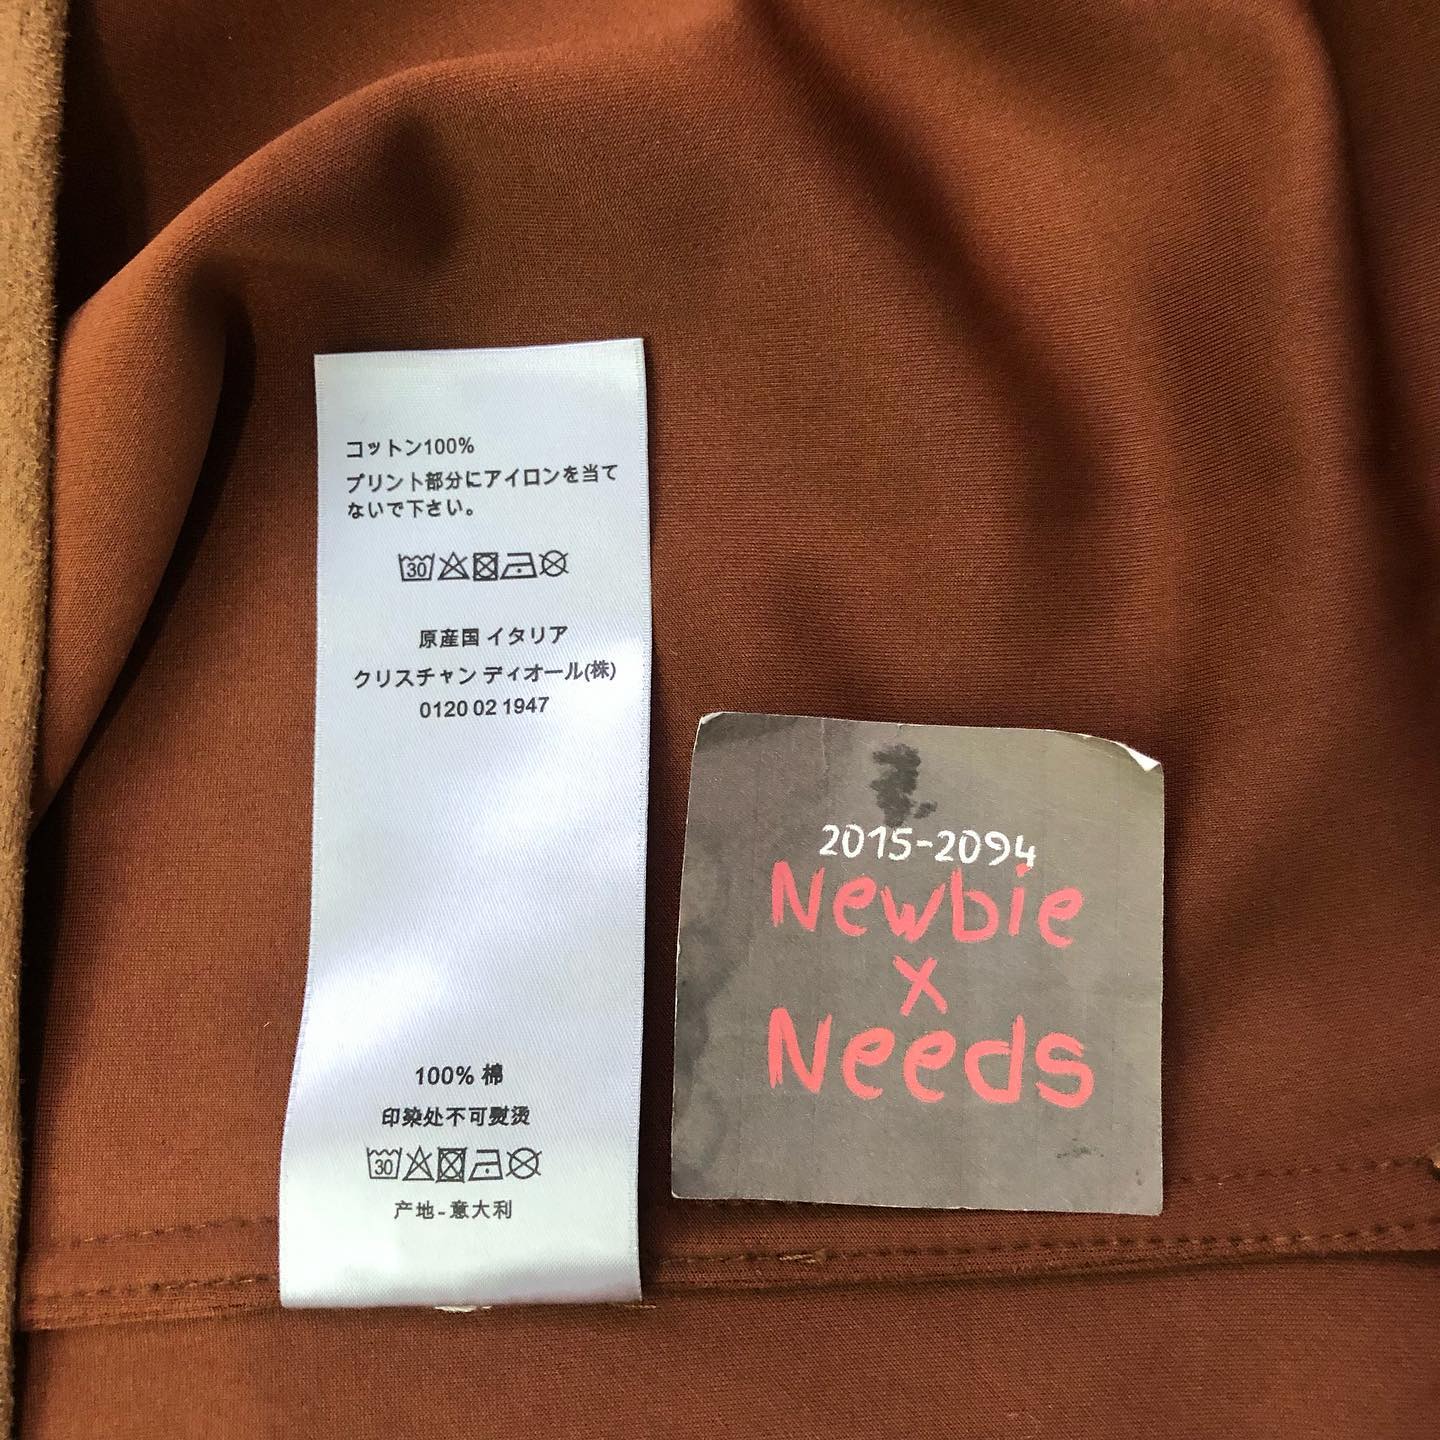 コットン100%
プリント部分にアイロンを当て
ないで下さい。
30
原産国 イタリア
クリスチャン ディオール(株)
0120 02 1947
100% 棉
印染处不可熨烫
30
产地-意大利
2015-2094
Newbie
x
Needs